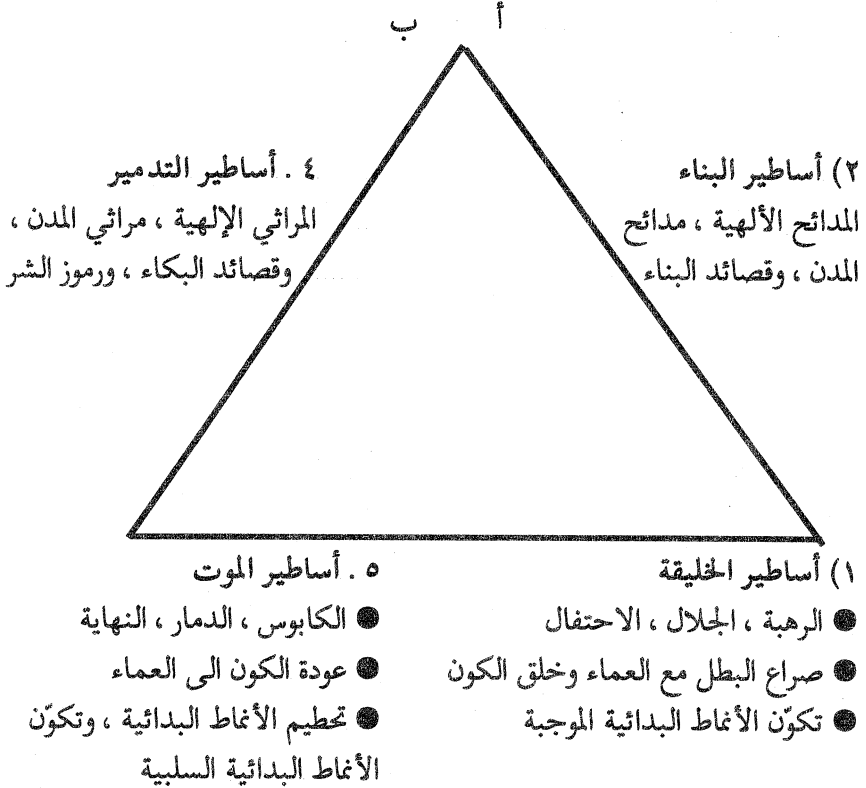 أ
ب
٢) أساطير البناء
المدائح الألهية ، مدائح
المدن ، وقصائد البناء
٤ . أساطير التدمير
المراثي الإلهية ، مراثي المدن ،
وقصائد البكاء ، ورموز الشر
١) أساطير الخليقة
● الرهبة ، الجلال ، الاحتفال
● صراع البطل مع العماء وخلق الكون
● تكوّن الأنماط البدائية الموجبة
٥ . أساطير الموت
● الكابوس ، الدمار ، النهاية
● عودة الكون الى العماء
● تحطيم الأنماط البدائية ، وتكوّن
الأنماط البدائية السلبية